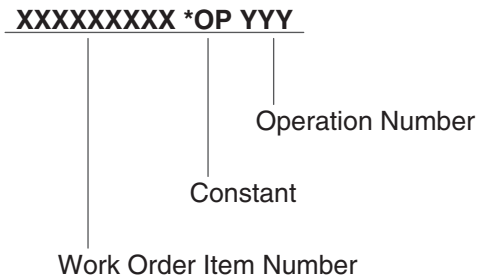 XXXXXXXXX *OP YYY
Operation Number
Constant
Work Order Item Number